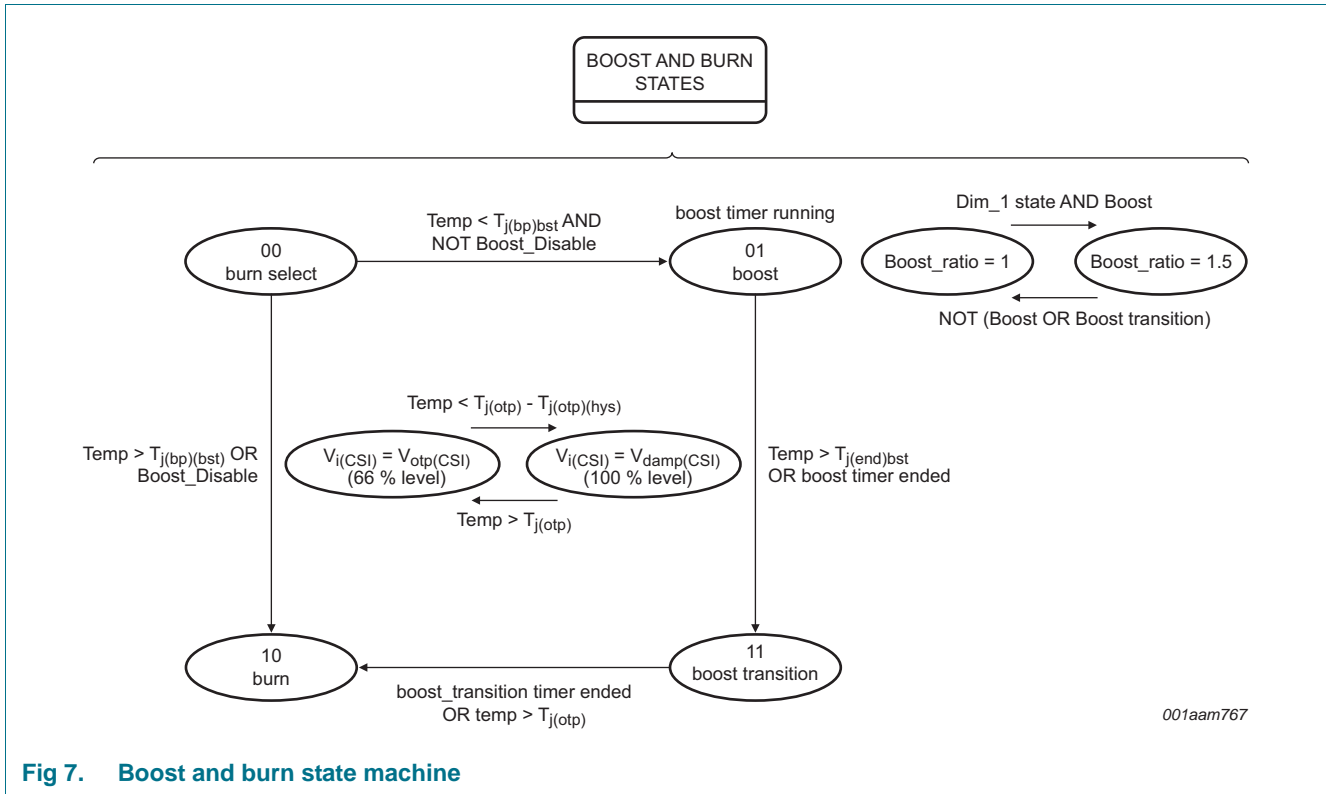 BOOST AND BURN
STATES
Temp < Tj(bp)bst AND
NOT Boost_Disable
boost timer running
Dim_1 state AND Boost
00
burn select
01
boost
Boost_ratio = 1
Boost_ratio = 1.5
NOT (Boost OR Boost transition)
Temp < Tj(otp) - Tj(otp)(hys)
Temp > Tj(bp)(bst) OR
Boost_Disable
Vi(CSI) = Votp(CSI)
(66 % level)
Vi(CSI) = Vdamp(CSI)
(100 % level)
Temp > Tj(end)bst
OR boost timer ended
Temp > Tj(otp)
10
burn
11
boost transition
boost_transition timer ended
OR temp > Tj(otp)
001aam767
Fig 7. Boost and burn state machine